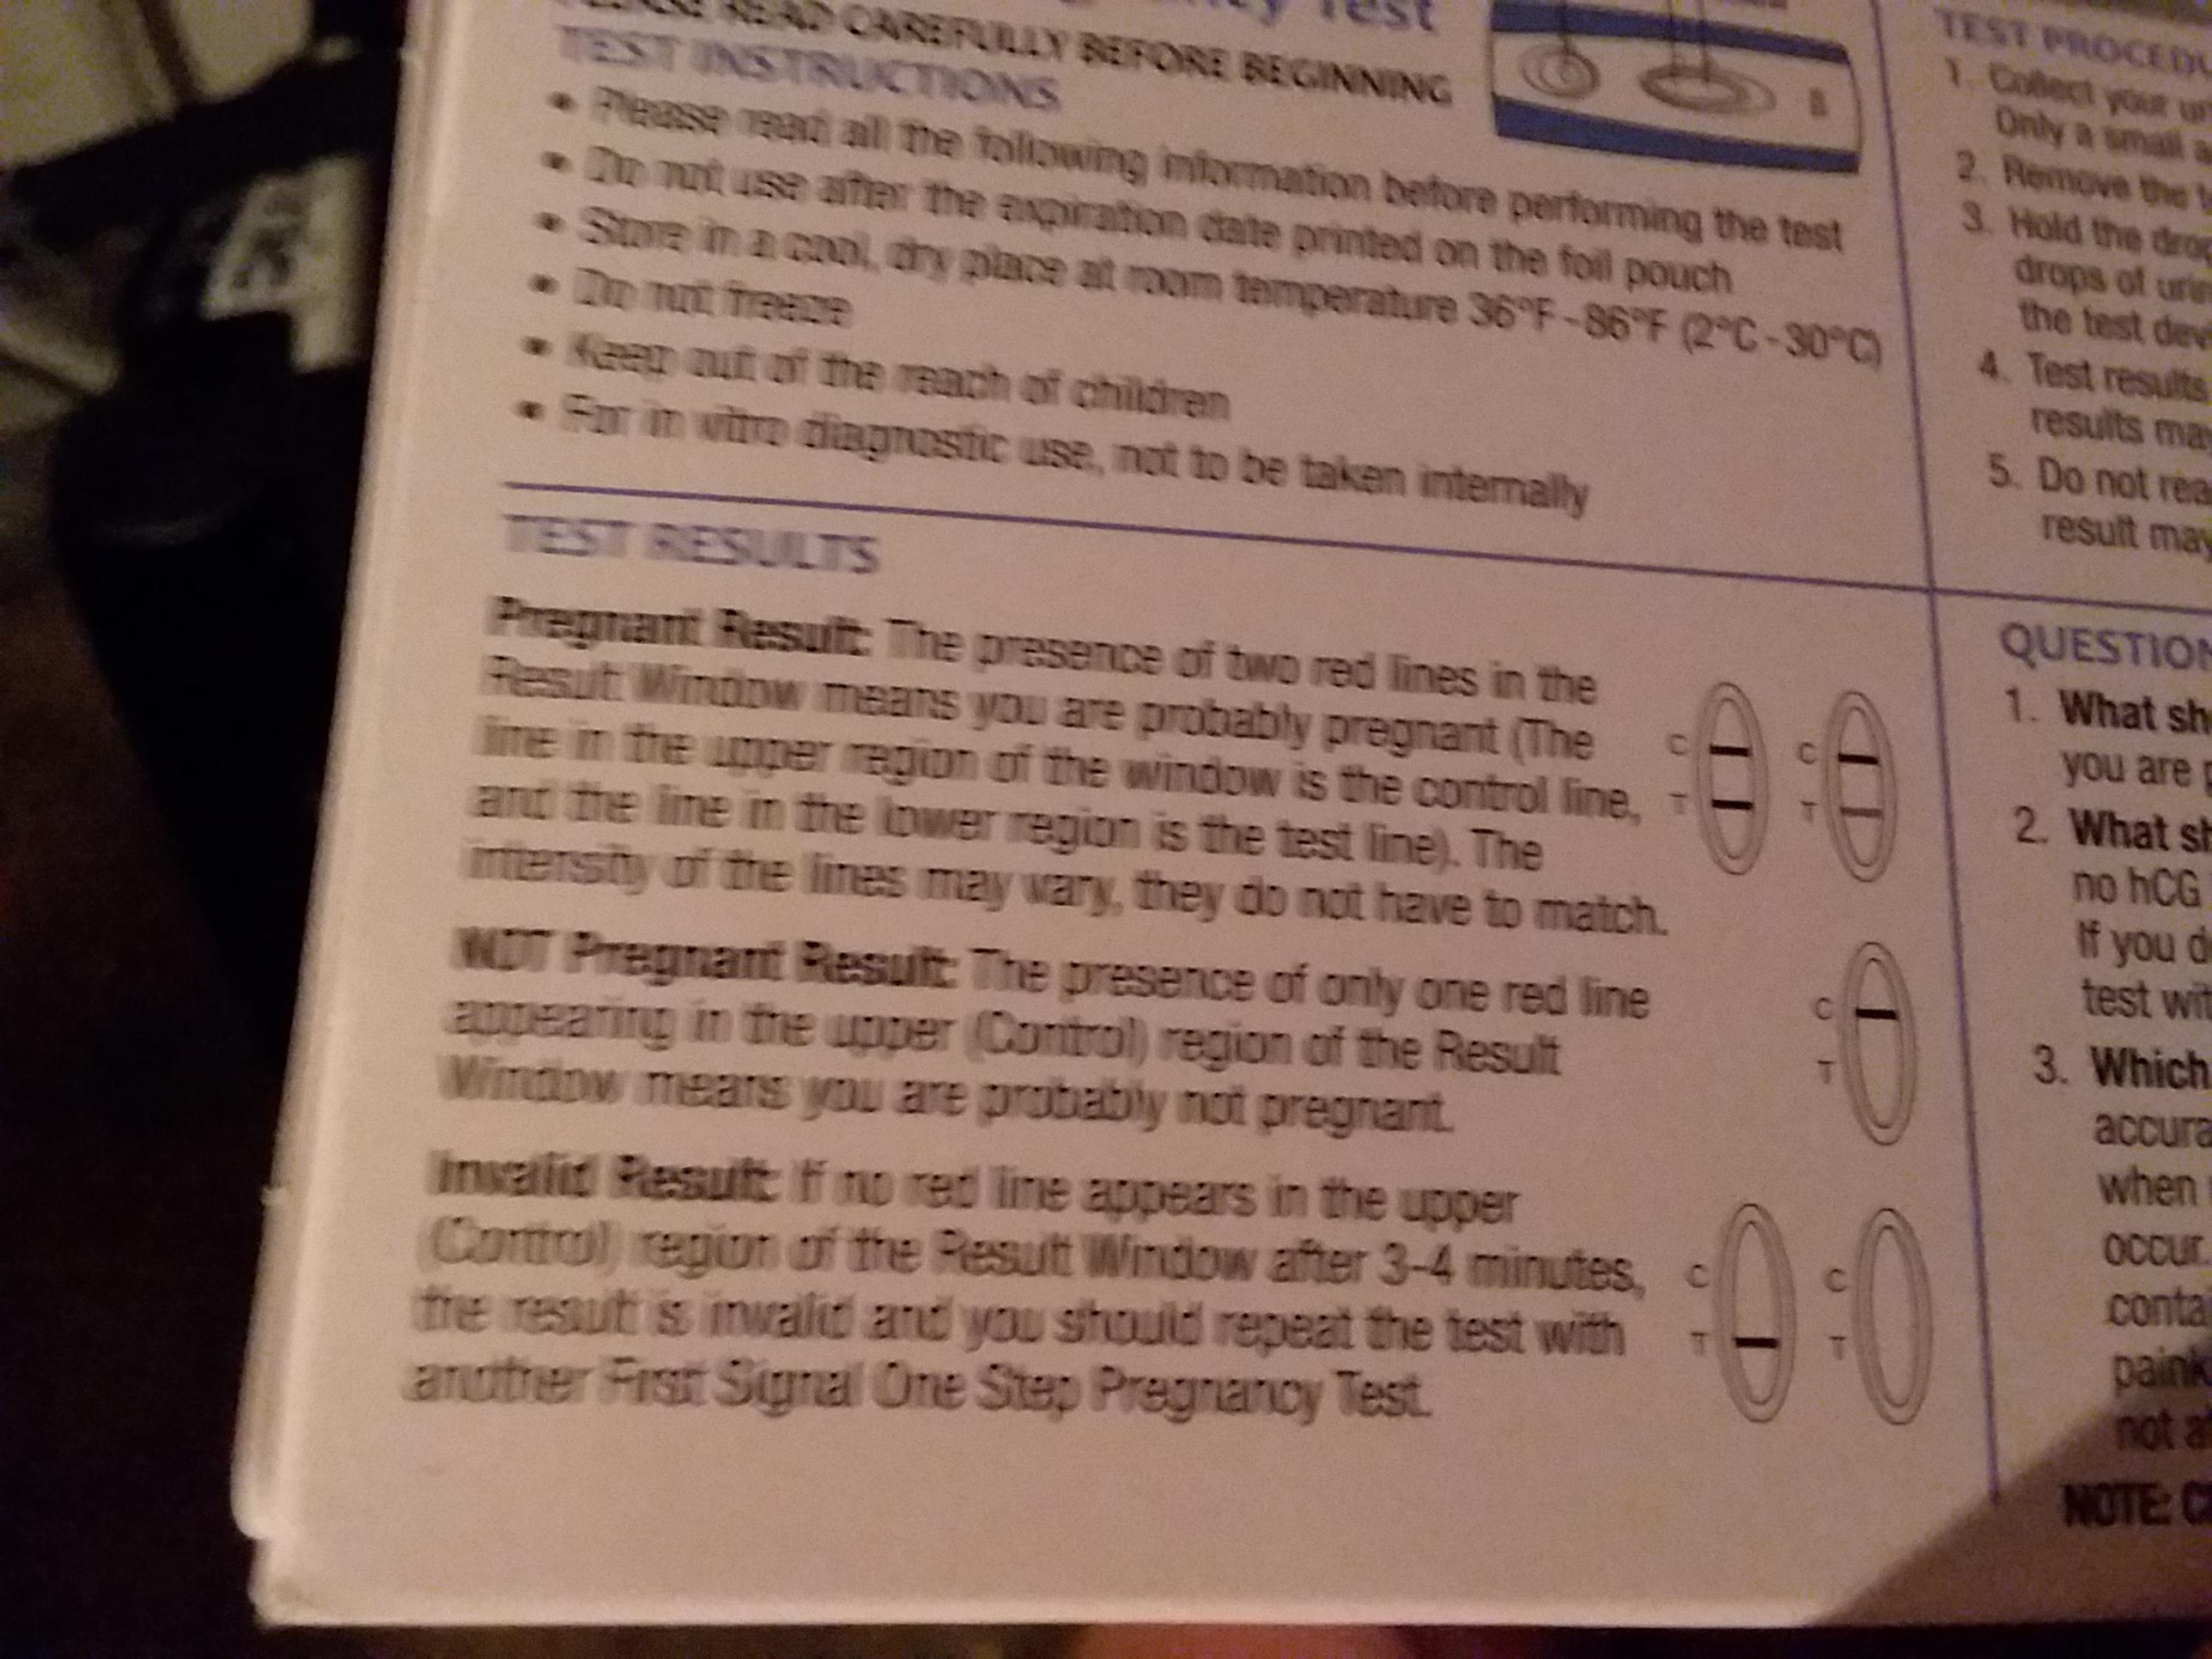 Test
PLEASE READ CAREFULLY BEFORE BEGINNING
TEST INSTRUCTIONS
• Please read all the following information before performing the test
• Do not use after the expiration date printed on the foil pouch
• Store in a cool, dry place at room temperature 36°F - 86°F (2°C - 30°C)
• Do not freeze
• Keep out of the reach of children
• For in vitro diagnostic use, not to be taken internally
TEST RESULTS
Pregnant Result: The presence of two red lines in the
Result Window means you are probably pregnant (The
line in the upper region of the window is the control line,
and the line in the lower region is the test line). The
intensity of the lines may vary, they do not have to match.
C C
T T
NOT Pregnant Result: The presence of only one red line
appearing in the upper (Control) region of the Result
Window means you are probably not pregnant.
C
T
Invalid Result: If no red line appears in the upper
(Control) region of the Result Window after 3-4 minutes,
the result is invalid and you should repeat the test with
another First Signal One Step Pregnancy Test.
C C
T T
TEST
1. Collect your
Only a small
2. Remove the
3. Hold the
drops of
the test
4. Test results
results
5. Do not
result may
QUESTION
1. What
you are
2. What
no hCG
If you
test
3. Which
when
occur.
not
NOTE: